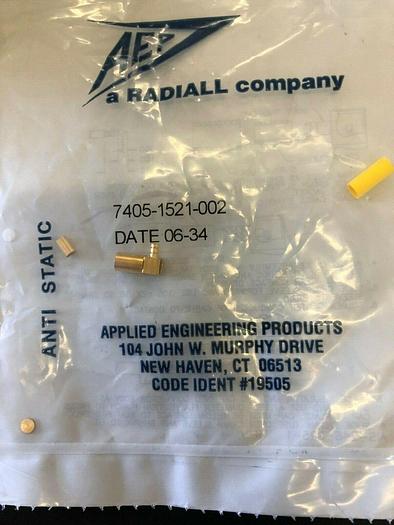 AEP
a RADIALL company
7405-1521-002
DATE 06-34
ANTI STATIC
APPLIED ENGINEERING PRODUCTS
104 JOHN W. MURPHY DRIVE
NEW HAVEN, CT 06513
CODE IDENT #19505